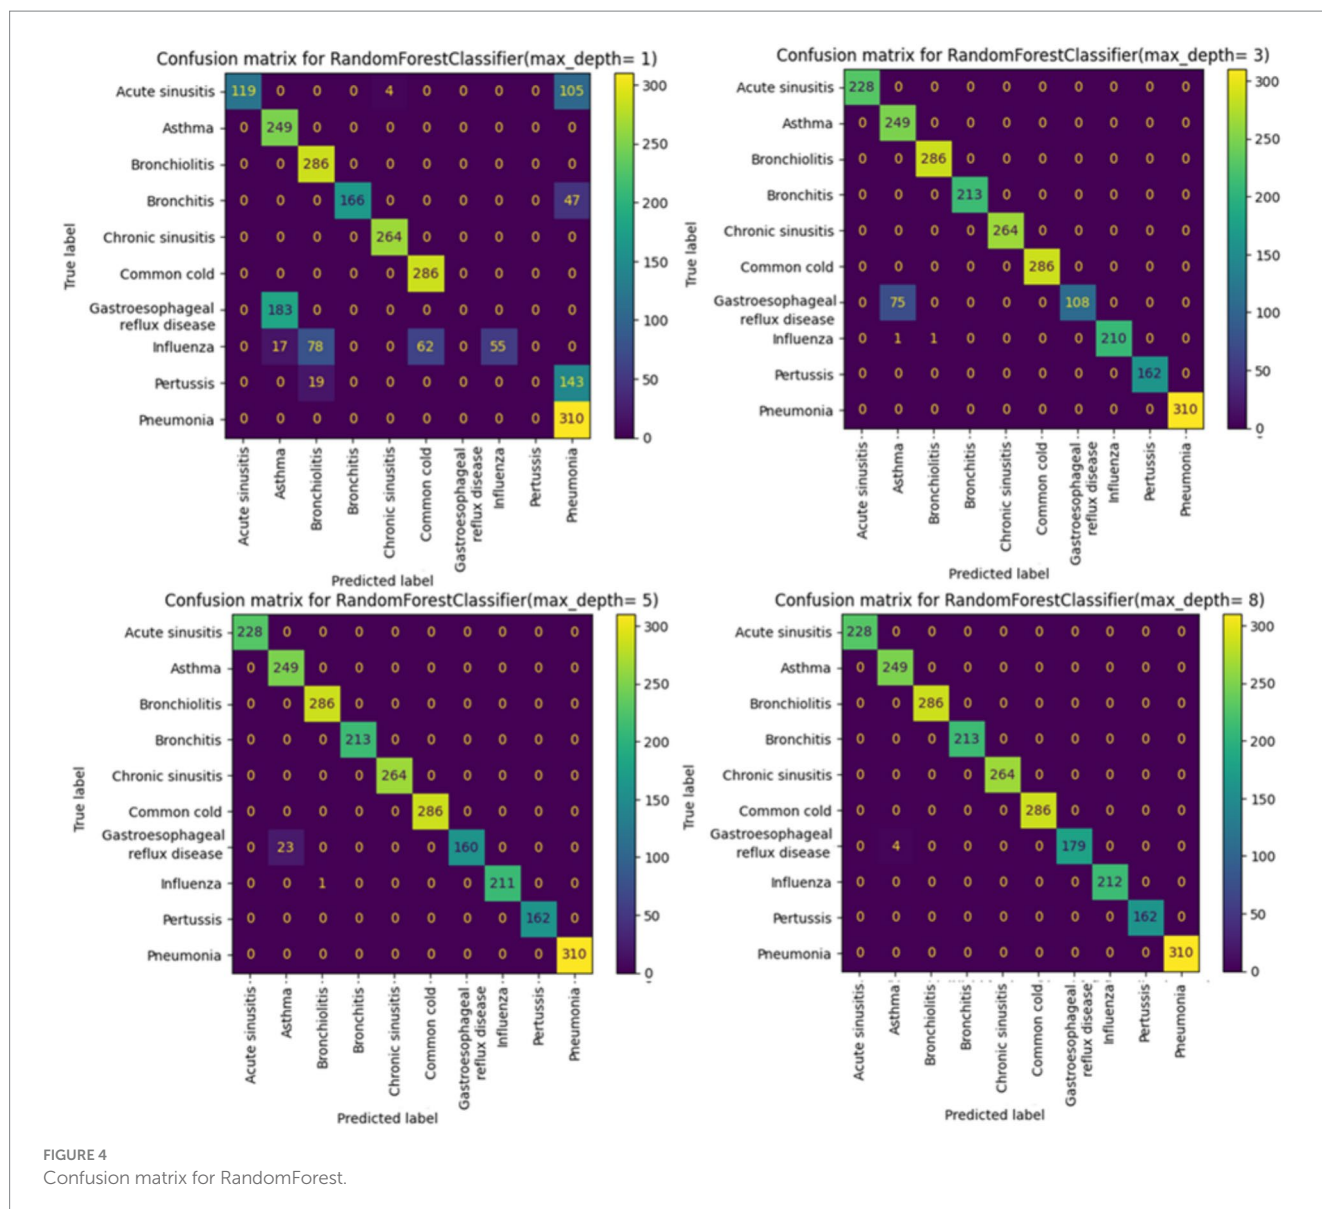 Confusion matrix for RandomForestClassifier(max_depth= 1)
True label
Acute sinusitis 119 0 0 0 4 0 0 0 0 105
Asthma 0 249 0 0 0 0 0 0 0 0
Bronchiolitis 0 0 286 0 0 0 0 0 0 0
Bronchitis 0 0 0 166 0 0 0 0 0 47
Chronic sinusitis 0 0 0 0 264 0 0 0 0 0
Common cold 0 0 0 0 0 286 0 0 0 0
Gastroesophageal
reflux disease 0 183 0 0 0 0 0 0 0 0
Influenza 0 17 78 0 0 62 0 55 0 0
Pertussis 0 0 19 0 0 0 0 0 0 143
Pneumonia 0 0 0 0 0 0 0 0 0 310
Acute sinusitis
Asthma
Bronchiolitis
Bronchitis
Chronic sinusitis
Common cold
Gastroesophageal
reflux disease
Influenza
Pertussis
Pneumonia
Predicted label
300
250
200
150
100
50
0
Confusion matrix for RandomForestClassifier(max_depth= 3)
True label
Acute sinusitis 228 0 0 0 0 0 0 0 0 0
Asthma 0 249 0 0 0 0 0 0 0 0
Bronchiolitis 0 0 286 0 0 0 0 0 0 0
Bronchitis 0 0 0 213 0 0 0 0 0 0
Chronic sinusitis 0 0 0 0 264 0 0 0 0 0
Common cold 0 0 0 0 0 286 0 0 0 0
Gastroesophageal
reflux disease 0 75 0 0 0 0 108 0 0 0
Influenza 0 1 1 0 0 0 0 210 0 0
Pertussis 0 0 0 0 0 0 0 0 162 0
Pneumonia 0 0 0 0 0 0 0 0 0 310
Acute sinusitis
Asthma
Bronchiolitis
Bronchitis
Chronic sinusitis
Common cold
Gastroesophageal
reflux disease
Influenza
Pertussis
Pneumonia
Predicted label
300
250
200
150
100
50
0
Confusion matrix for RandomForestClassifier(max_depth= 5)
True label
Acute sinusitis 228 0 0 0 0 0 0 0 0 0
Asthma 0 249 0 0 0 0 0 0 0 0
Bronchiolitis 0 0 286 0 0 0 0 0 0 0
Bronchitis 0 0 0 213 0 0 0 0 0 0
Chronic sinusitis 0 0 0 0 264 0 0 0 0 0
Common cold 0 0 0 0 0 286 0 0 0 0
Gastroesophageal
reflux disease 0 23 0 0 0 0 160 0 0 0
Influenza 0 0 1 0 0 0 0 211 0 0
Pertussis 0 0 0 0 0 0 0 0 162 0
Pneumonia 0 0 0 0 0 0 0 0 0 310
Acute sinusitis
Asthma
Bronchiolitis
Bronchitis
Chronic sinusitis
Common cold
Gastroesophageal
reflux disease
Influenza
Pertussis
Pneumonia
Predicted label
300
250
200
150
100
50
0
Confusion matrix for RandomForestClassifier(max_depth= 8)
True label
Acute sinusitis 228 0 0 0 0 0 0 0 0 0
Asthma 0 249 0 0 0 0 0 0 0 0
Bronchiolitis 0 0 286 0 0 0 0 0 0 0
Bronchitis 0 0 0 213 0 0 0 0 0 0
Chronic sinusitis 0 0 0 0 264 0 0 0 0 0
Common cold 0 0 0 0 0 286 0 0 0 0
Gastroesophageal
reflux disease 0 4 0 0 0 0 179 0 0 0
Influenza 0 0 0 0 0 0 0 212 0 0
Pertussis 0 0 0 0 0 0 0 0 162 0
Pneumonia 0 0 0 0 0 0 0 0 0 310
Acute sinusitis
Asthma
Bronchiolitis
Bronchitis
Chronic sinusitis
Common cold
Gastroesophageal
reflux disease
Influenza
Pertussis
Pneumonia
Predicted label
300
250
200
150
100
50
0
FIGURE 4
Confusion matrix for RandomForest.